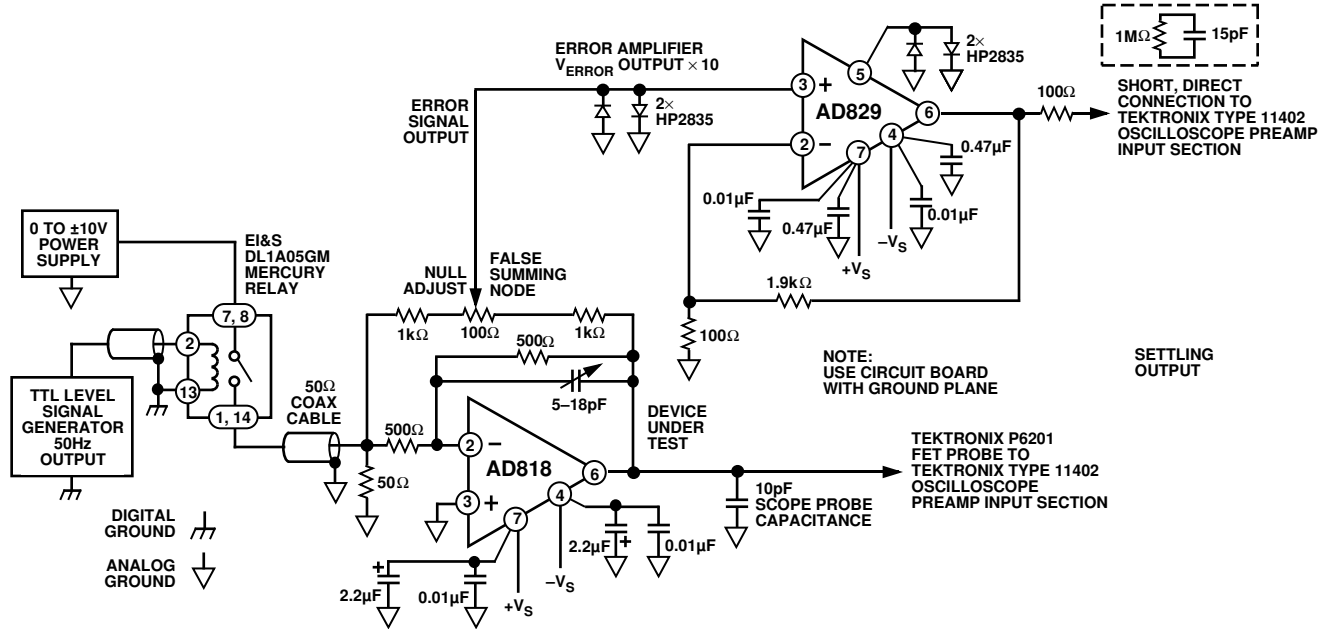 ERROR AMPLIFIER
V_ERROR OUTPUT × 10
ERROR
SIGNAL
OUTPUT
2×
HP2835
3
+
5
AD829
2
−
7
4
6
2×
HP2835
1MΩ
15pF
100Ω
SHORT, DIRECT
CONNECTION TO
TEKTRONIX TYPE 11402
OSCILLOSCOPE PREAMP
INPUT SECTION
0.47µF
0.01µF
0.01µF
0.47µF
−VS
+VS
1.9kΩ
100Ω
0 TO ±10V
POWER
SUPPLY
EI&S
DL1A05GM
MERCURY
RELAY
7, 8
2
13
1, 14
TTL LEVEL
SIGNAL
GENERATOR
50Hz
OUTPUT
50Ω
COAX
CABLE
NULL
ADJUST
FALSE
SUMMING
NODE
1kΩ
100Ω
1kΩ
500Ω
5–18pF
500Ω
50Ω
2
−
AD818
3
+
6
4
7
DEVICE
UNDER
TEST
NOTE:
USE CIRCUIT BOARD
WITH GROUND PLANE
SETTLING
OUTPUT
TEKTRONIX P6201
FET PROBE TO
TEKTRONIX TYPE 11402
OSCILLOSCOPE
PREAMP INPUT SECTION
10pF
SCOPE PROBE
CAPACITANCE
2.2µF
+
0.01µF
−VS
+
2.2µF
0.01µF
+VS
DIGITAL
GROUND
ANALOG
GROUND